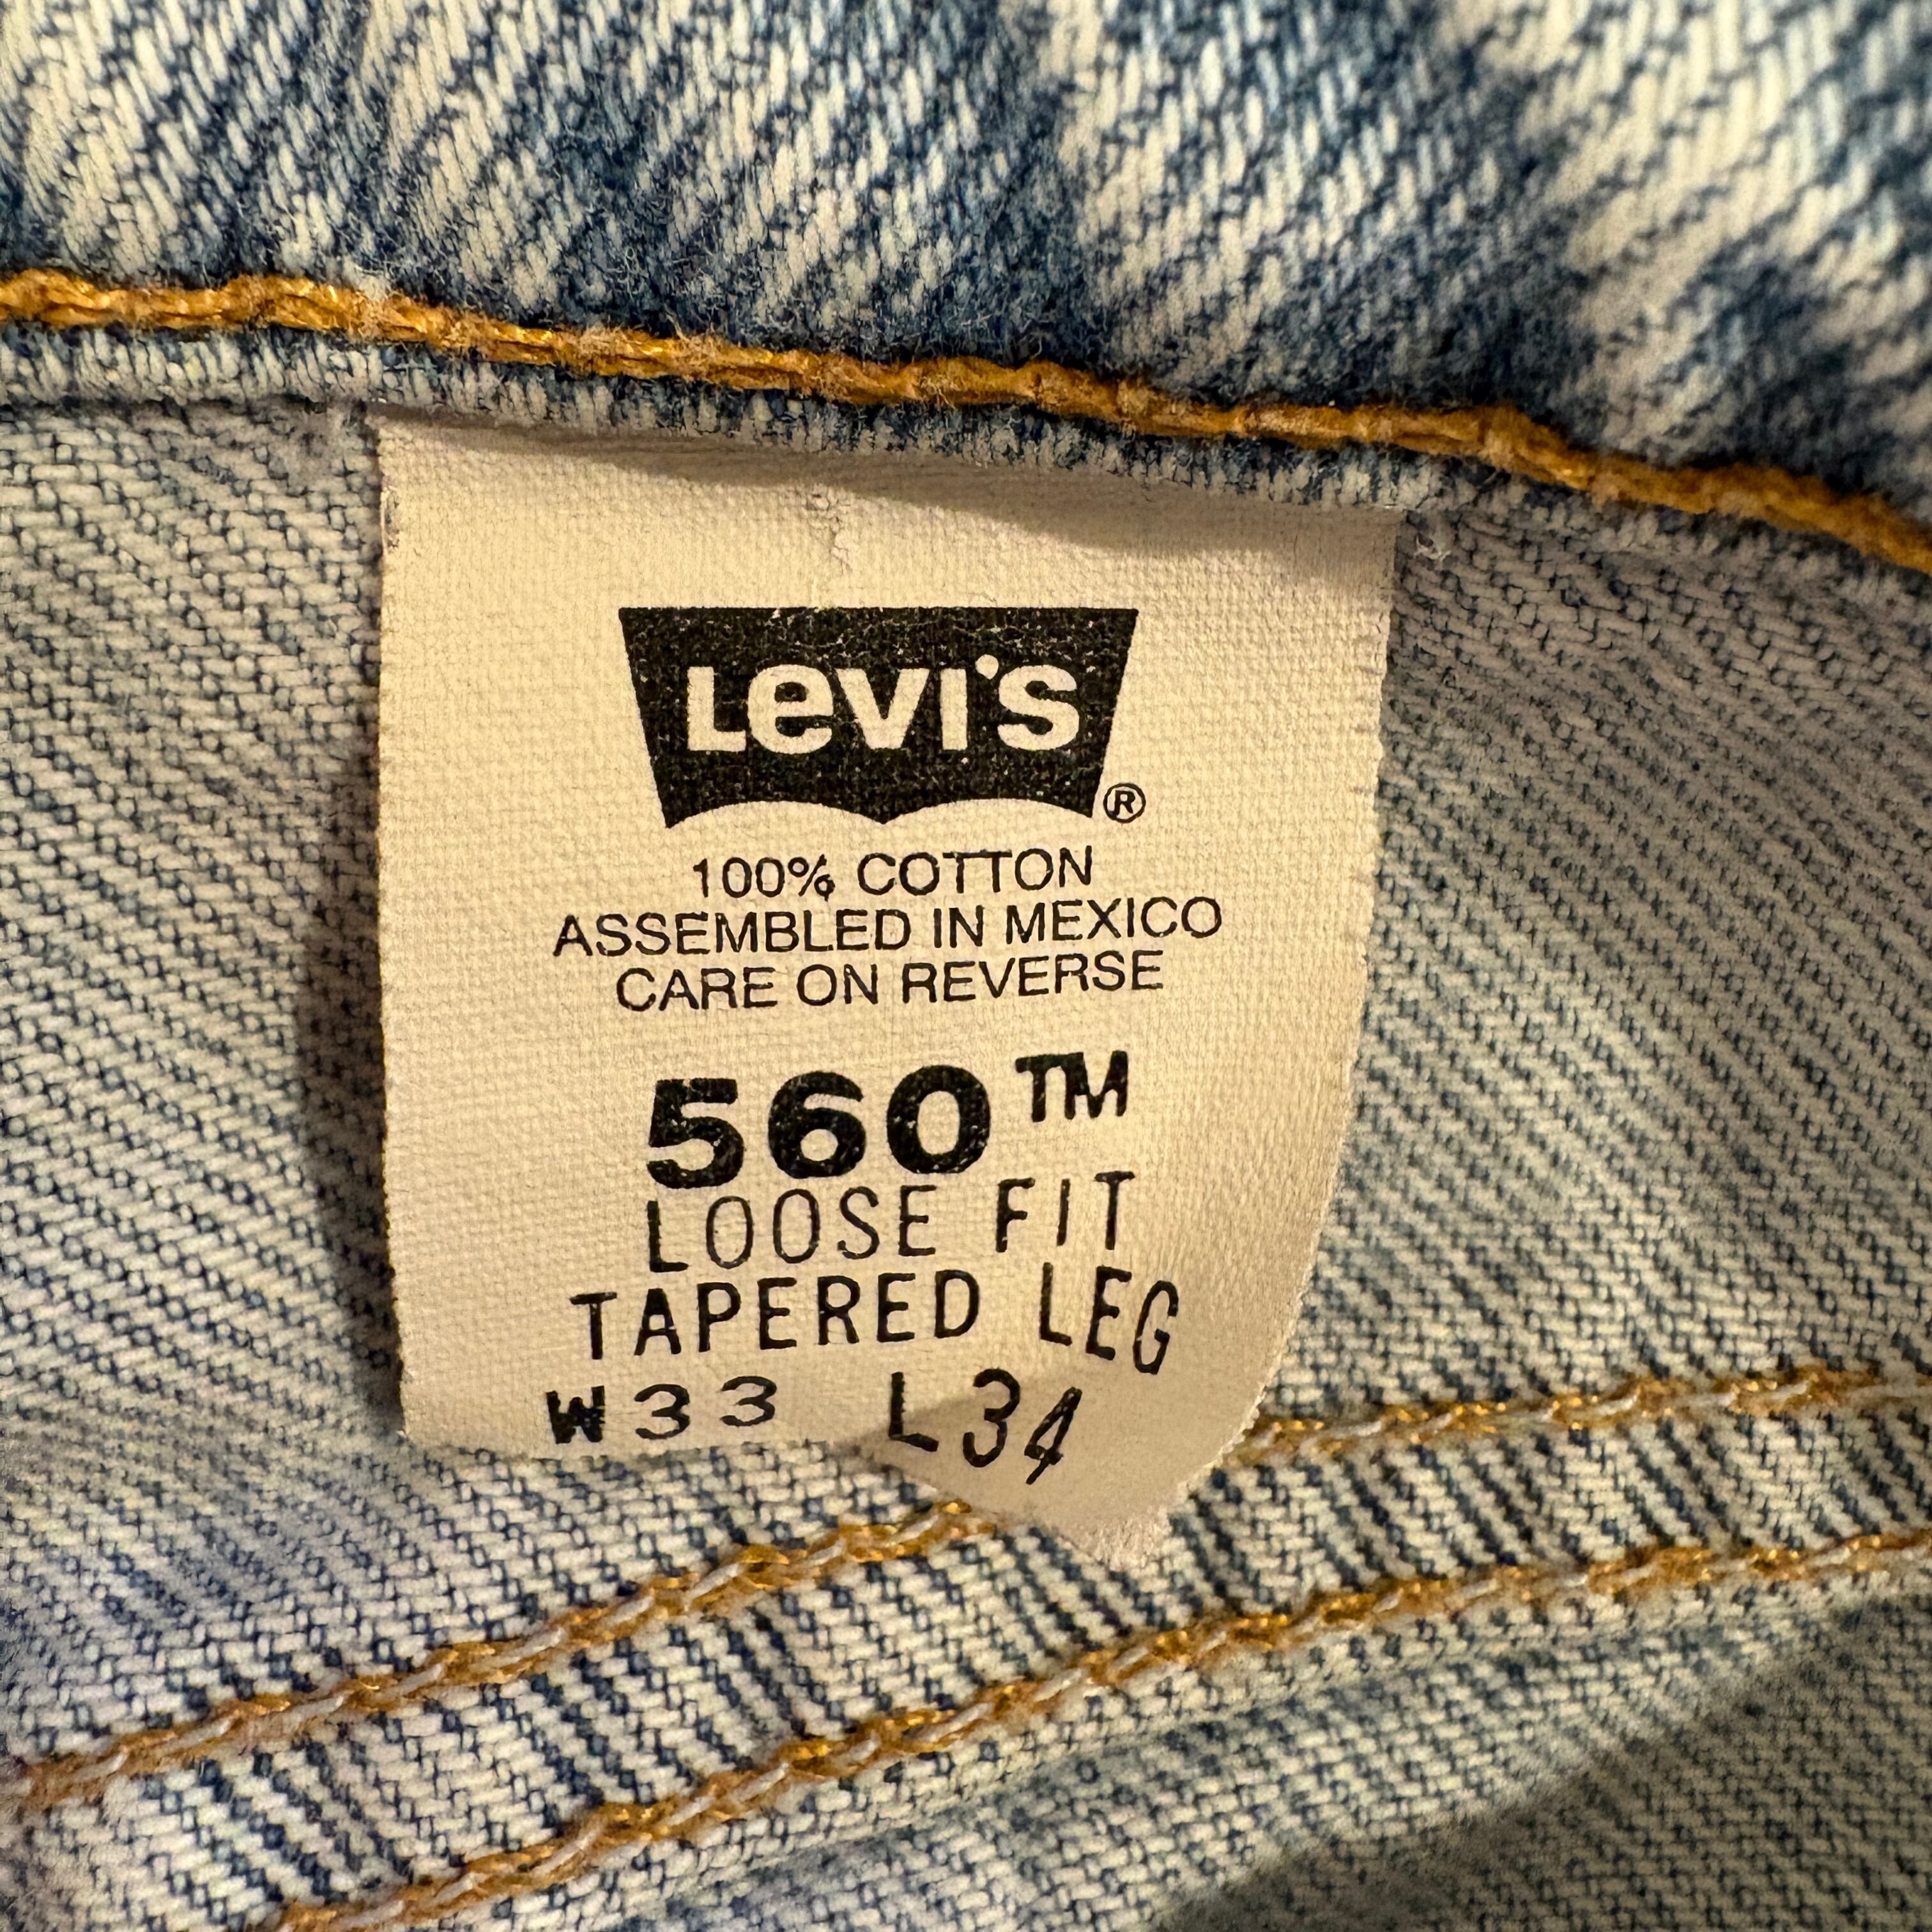 Levi's ®
100% COTTON
ASSEMBLED IN MEXICO
CARE ON REVERSE
560™
LOOSE FIT
TAPERED LEG
W33 L34